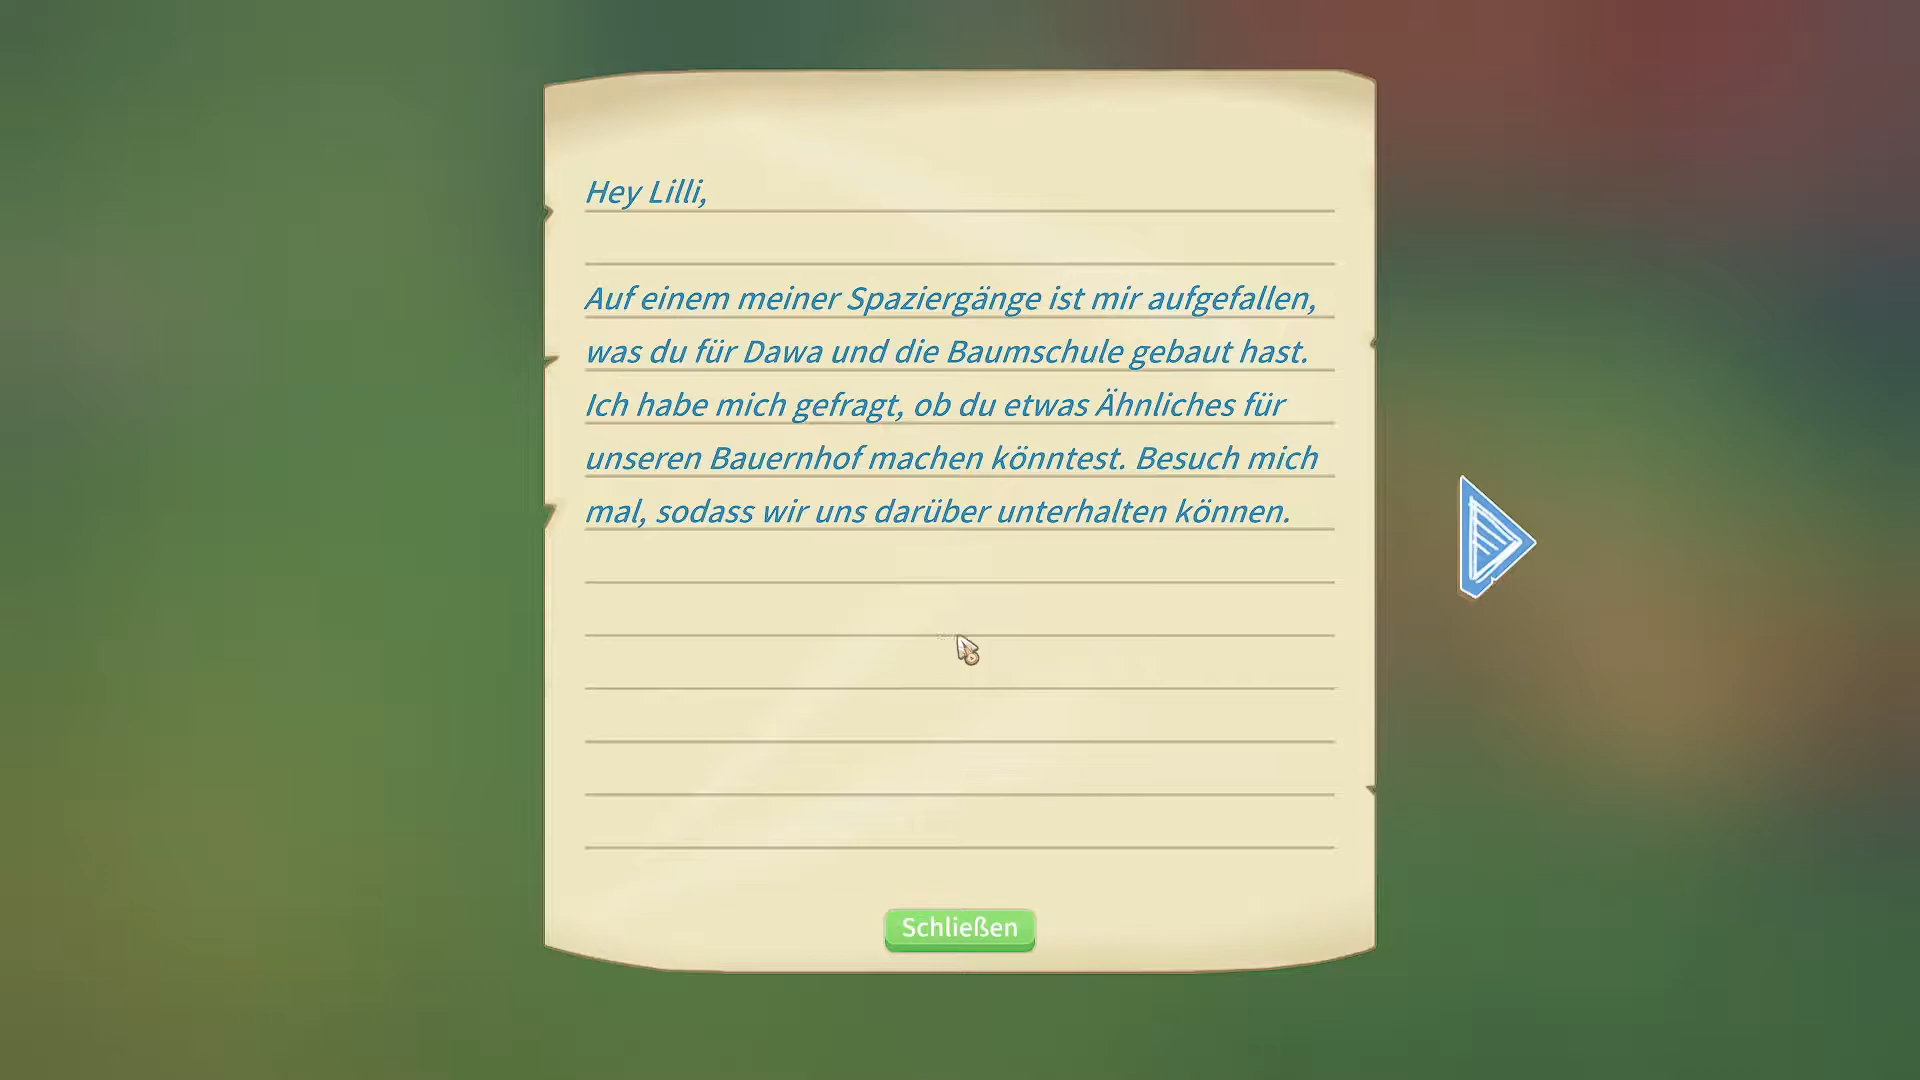 Hey Lilli,
Auf einem meiner Spaziergänge ist mir aufgefallen,
was du für Dawa und die Baumschule gebaut hast.
Ich habe mich gefragt, ob du etwas Ähnliches für
unseren Bauernhof machen könntest. Besuch mich
mal, sodass wir uns darüber unterhalten können.
Schließen